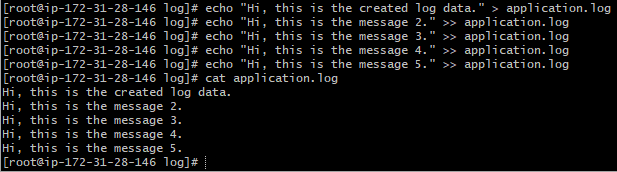 [root@ip-172-31-28-146 log]# echo "Hi, this is the created log data." > application.log
[root@ip-172-31-28-146 log]# echo "Hi, this is the message 2." >> application.log
[root@ip-172-31-28-146 log]# echo "Hi, this is the message 3." >> application.log
[root@ip-172-31-28-146 log]# echo "Hi, this is the message 4." >> application.log
[root@ip-172-31-28-146 log]# echo "Hi, this is the message 5." >> application.log
[root@ip-172-31-28-146 log]# cat application.log
Hi, this is the created log data.
Hi, this is the message 2.
Hi, this is the message 3.
Hi, this is the message 4.
Hi, this is the message 5.
[root@ip-172-31-28-146 log]#